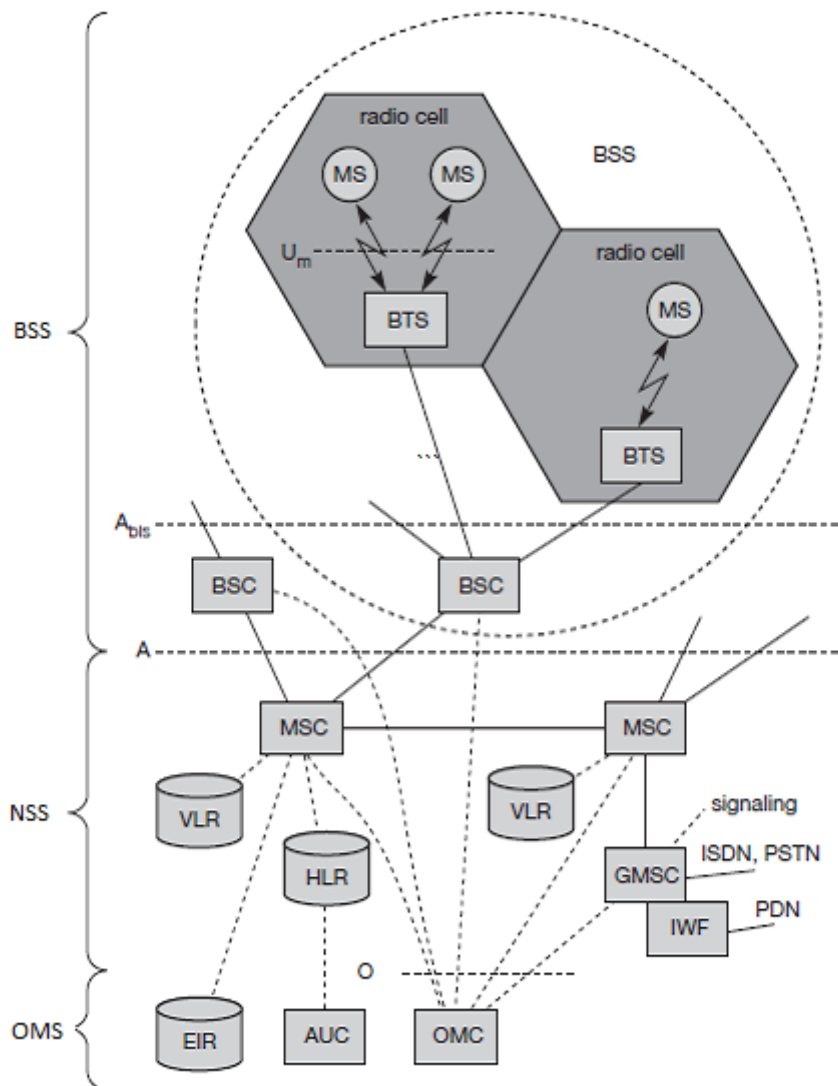 radio cell
BSS
MS
MS
radio cell
Um
MS
BTS
BSS
BTS
Abis
BSC
BSC
A
MSC
MSC
VLR
VLR
signaling
NSS
HLR
GMSC
ISDN, PSTN
IWF
PDN
O
OMS
EIR
AUC
OMC